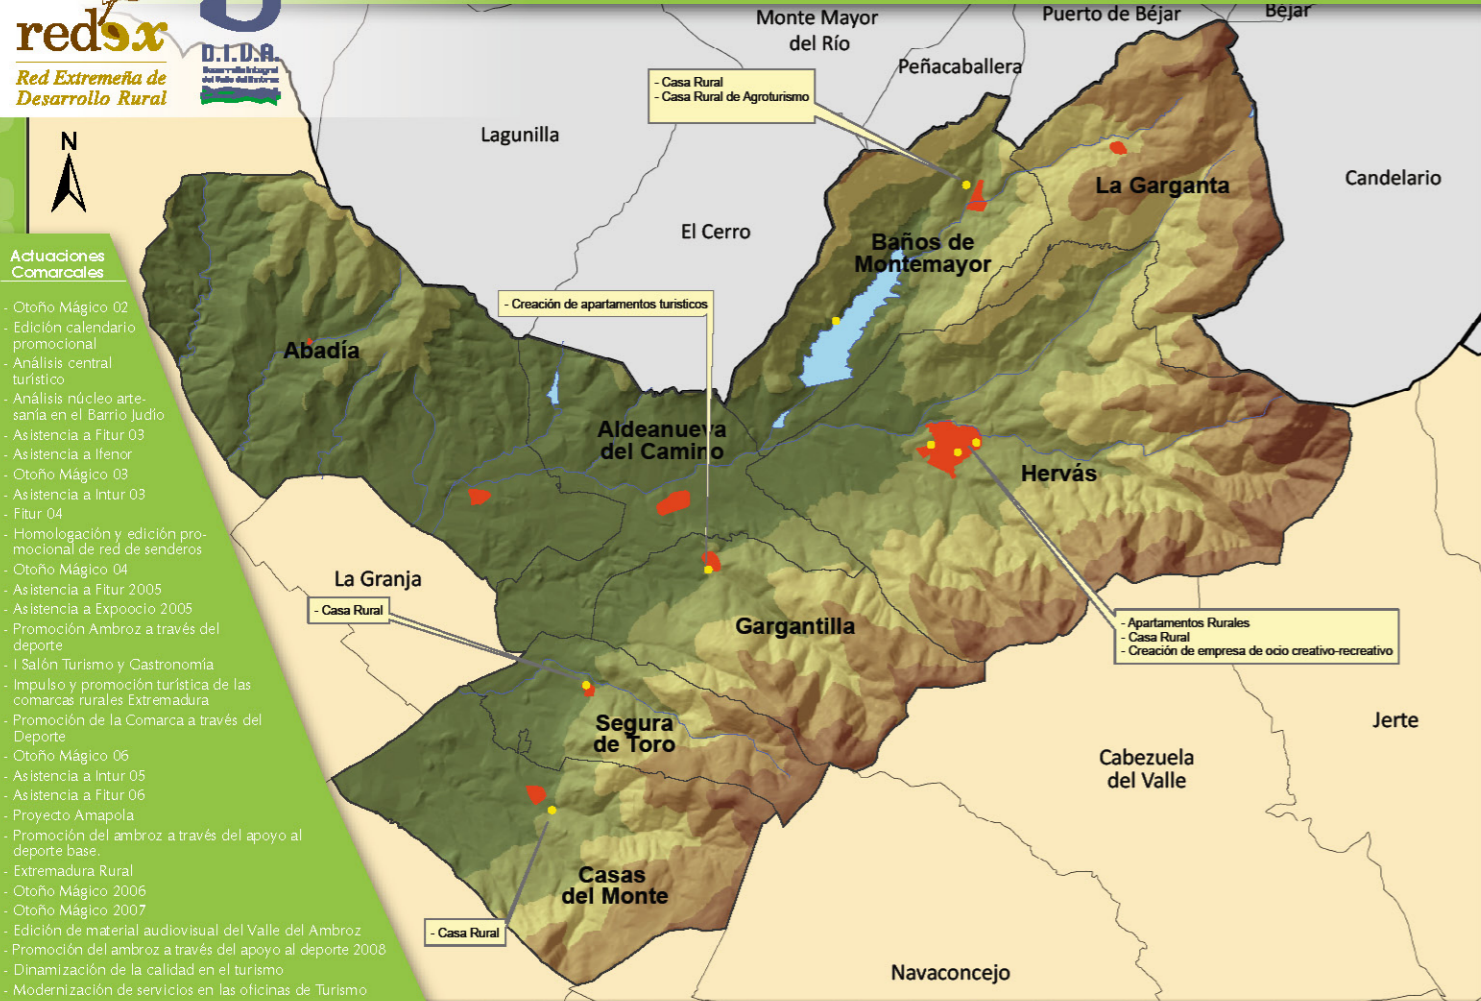 redex
Red Extremeña de
Desarrollo Rural
D.I.V.A.
Desarrollo Integral
del Valle del Ambroz
N
Actuaciones
Comarcales
- Otoño Mágico 02
- Edición calendario
promocional
- Análisis central
turístico
- Análisis núcleo arte-
sanía en el Barrio Judío
- Asistencia a Fitur 03
- Asistencia a Ifenor
- Otoño Mágico 03
- Asistencia a Intur 03
- Fitur 04
- Homologación y edición pro-
mocional de red de senderos
- Otoño Mágico 04
- Asistencia a Fitur 2005
- Asistencia a Expoocio 2005
- Promoción Ambroz a través del
deporte
- I Salón Turismo y Gastronomía
- Impulso y promoción turística de las
comarcas rurales Extremadura
- Promoción de la Comarca a través del
Deporte
- Otoño Mágico 06
- Asistencia a Intur 05
- Asistencia a Fitur 06
- Proyecto Amapola
- Promoción del ambroz a través del apoyo al
deporte base.
- Extremadura Rural
- Otoño Mágico 2006
- Otoño Mágico 2007
- Edición de material audiovisual del Valle del Ambroz
- Promoción del ambroz a través del apoyo al deporte 2008
- Dinamización de la calidad en el turismo
- Modernización de servicios en las oficinas de Turismo
Monte Mayor
del Río
Puerto de Béjar
Béjar
Peñacaballera
- Casa Rural
- Casa Rural de Agroturismo
Lagunilla
La Garganta
Candelario
El Cerro
Baños de
Montemayor
- Creación de apartamentos turisticos
Abadía
Aldeanueva
del Camino
Hervás
La Granja
- Casa Rural
Gargantilla
- Apartamentos Rurales
- Casa Rural
- Creación de empresa de ocio creativo-recreativo
Segura
de Toro
Jerte
Cabezuela
del Valle
Casas
del Monte
- Casa Rural
Navaconcejo